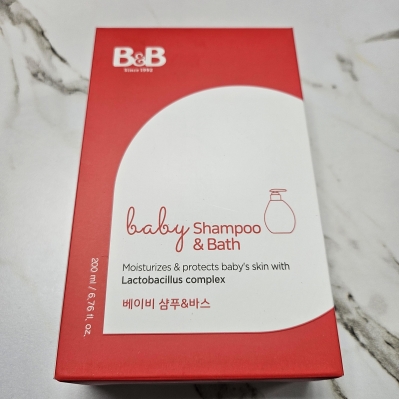 B&B
Since 1992
baby Shampoo
& Bath
Moisturizes & protects baby's skin with
Lactobacillus complex
베이비 샴푸&바스
200 ml / 6.76 fl. oz.